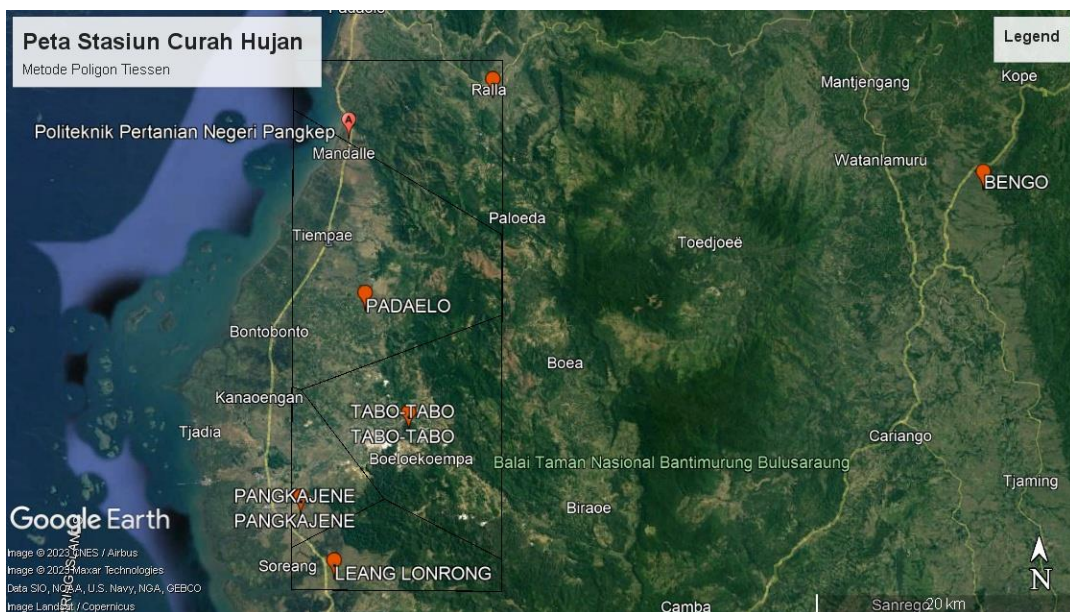 Padaelo
Peta Stasiun Curah Hujan
Metode Poligon Tiessen
Legend
Ralla
Mantjengang
Kope
Politeknik Pertanian Negeri Pangkep
A
Mandalle
Watanlamuru
BENGO
Paloeda
Tiempae
Toedjoeë
PADAELO
Bontobonto
Boea
Kanaoengan
TABO-TABO
TABO-TABO
Tjadia
Cariango
Boeloekoempa
Balai Taman Nasional Bantimurung Bulusaraung
Tjaming
PANGKAJENE
PANGKAJENE
Biraoe
Google Earth
Image © 2023 CNES / Airbus
Image © 2023 Maxar Technologies
Data SIO, NOAA, U.S. Navy, NGA, GEBCO
Image Landsat / Copernicus
Soreang
LEANG LONRONG
N
Camba
Sanrego
20 km